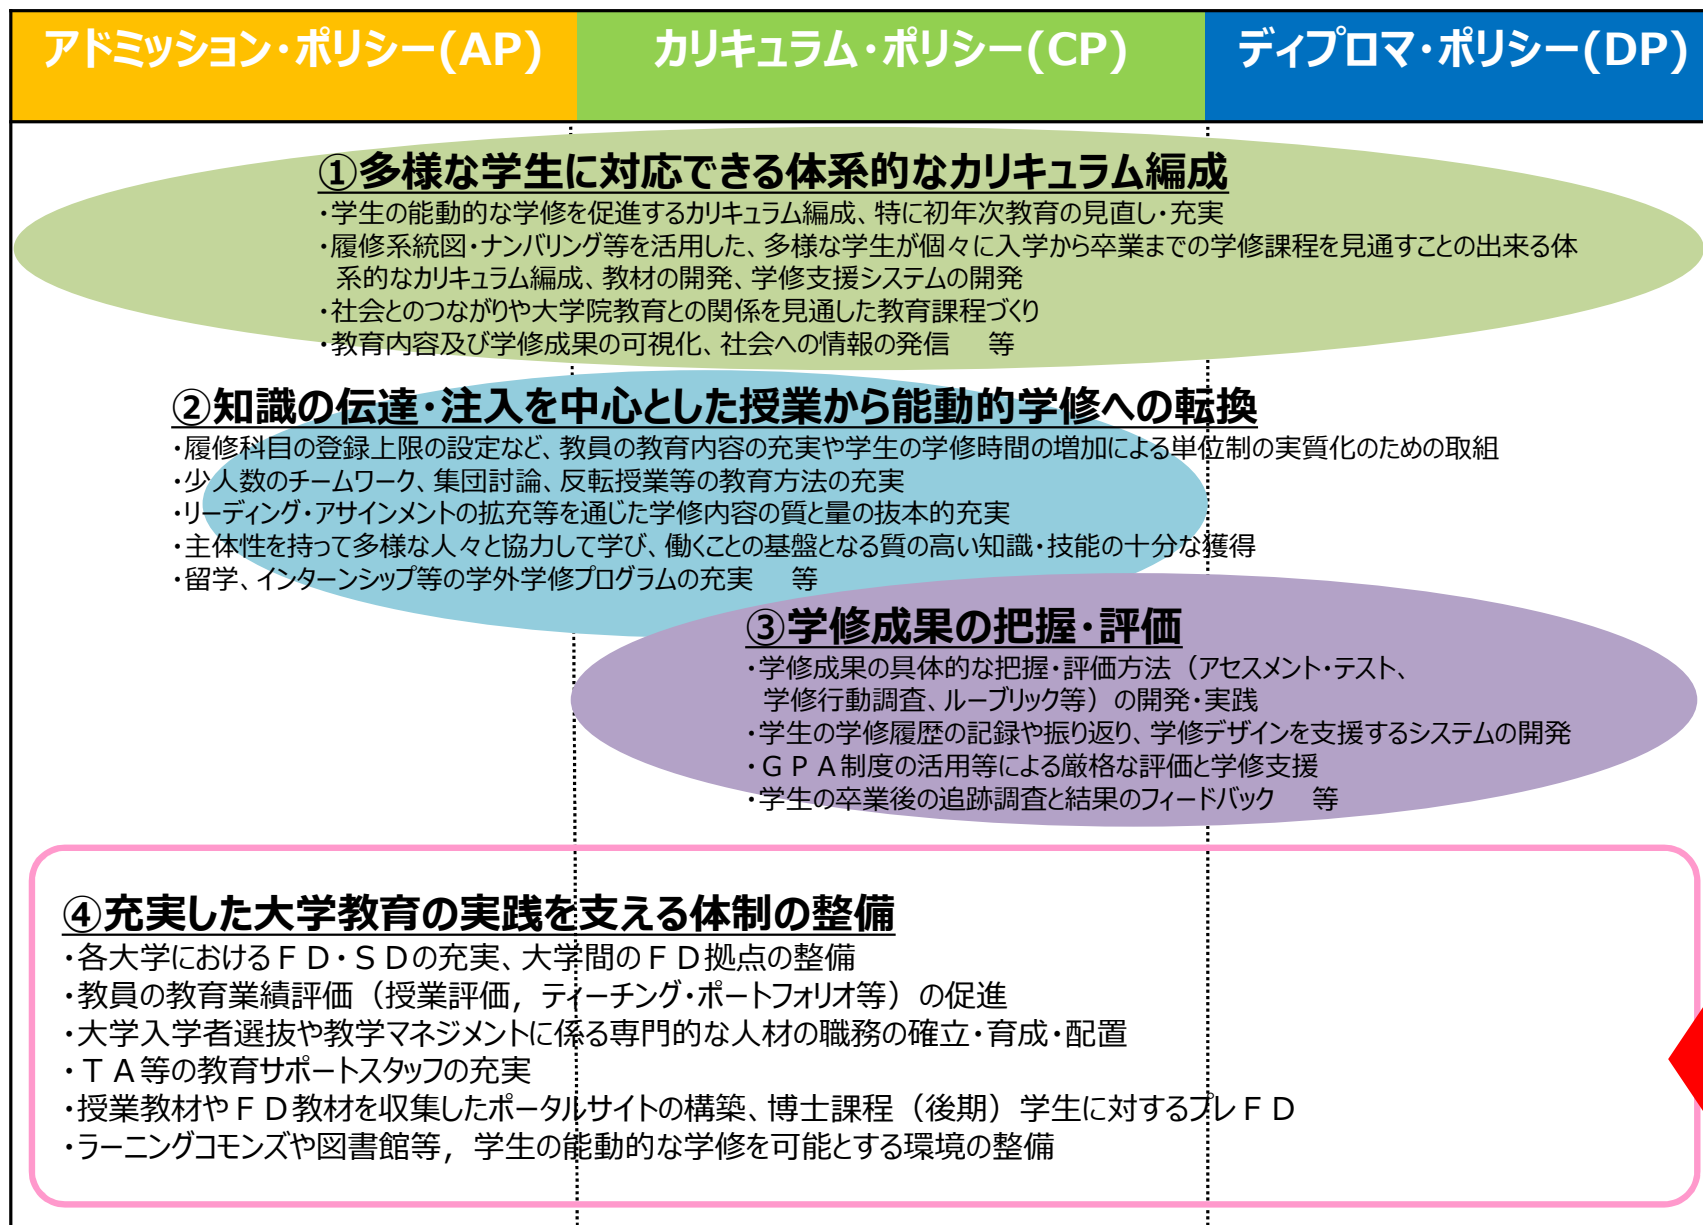 アドミッション・ポリシー(AP)
カリキュラム・ポリシー(CP)
ディプロマ・ポリシー(DP)
①多様な学生に対応できる体系的なカリキュラム編成
・学生の能動的な学修を促進するカリキュラム編成、特に初年次教育の見直し・充実
・履修系統図・ナンバリング等を活用した、多様な学生が個々に入学から卒業までの学修課程を見通すことの出来る体
系的なカリキュラム編成、教材の開発、学修支援システムの開発
・社会とのつながりや大学院教育との関係を見通した教育課程づくり
・教育内容及び学修成果の可視化、社会への情報の発信　等
②知識の伝達・注入を中心とした授業から能動的学修への転換
・履修科目の登録上限の設定など、教員の教育内容の充実や学生の学修時間の増加による単位制の実質化のための取組
・少人数のチームワーク、集団討論、反転授業等の教育方法の充実
・リーディング・アサインメントの拡充等を通じた学修内容の質と量の抜本的充実
・主体性を持って多様な人々と協力して学び、働くことの基盤となる質の高い知識・技能の十分な獲得
・留学、インターンシップ等の学外学修プログラムの充実　等
③学修成果の把握・評価
・学修成果の具体的な把握・評価方法（アセスメント・テスト、
学修行動調査、ルーブリック等）の開発・実践
・学生の学修履歴の記録や振り返り、学修デザインを支援するシステムの開発
・ＧＰＡ制度の活用等による厳格な評価と学修支援
・学生の卒業後の追跡調査と結果のフィードバック　等
④充実した大学教育の実践を支える体制の整備
・各大学におけるＦＤ・ＳＤの充実、大学間のＦＤ拠点の整備
・教員の教育業績評価（授業評価，ティーチング・ポートフォリオ等）の促進
・大学入学者選抜や教学マネジメントに係る専門的な人材の職務の確立・育成・配置
・ＴＡ等の教育サポートスタッフの充実
・授業教材やＦＤ教材を収集したポータルサイトの構築、博士課程（後期）学生に対するプレＦＤ
・ラーニングコモンズや図書館等，学生の能動的な学修を可能とする環境の整備